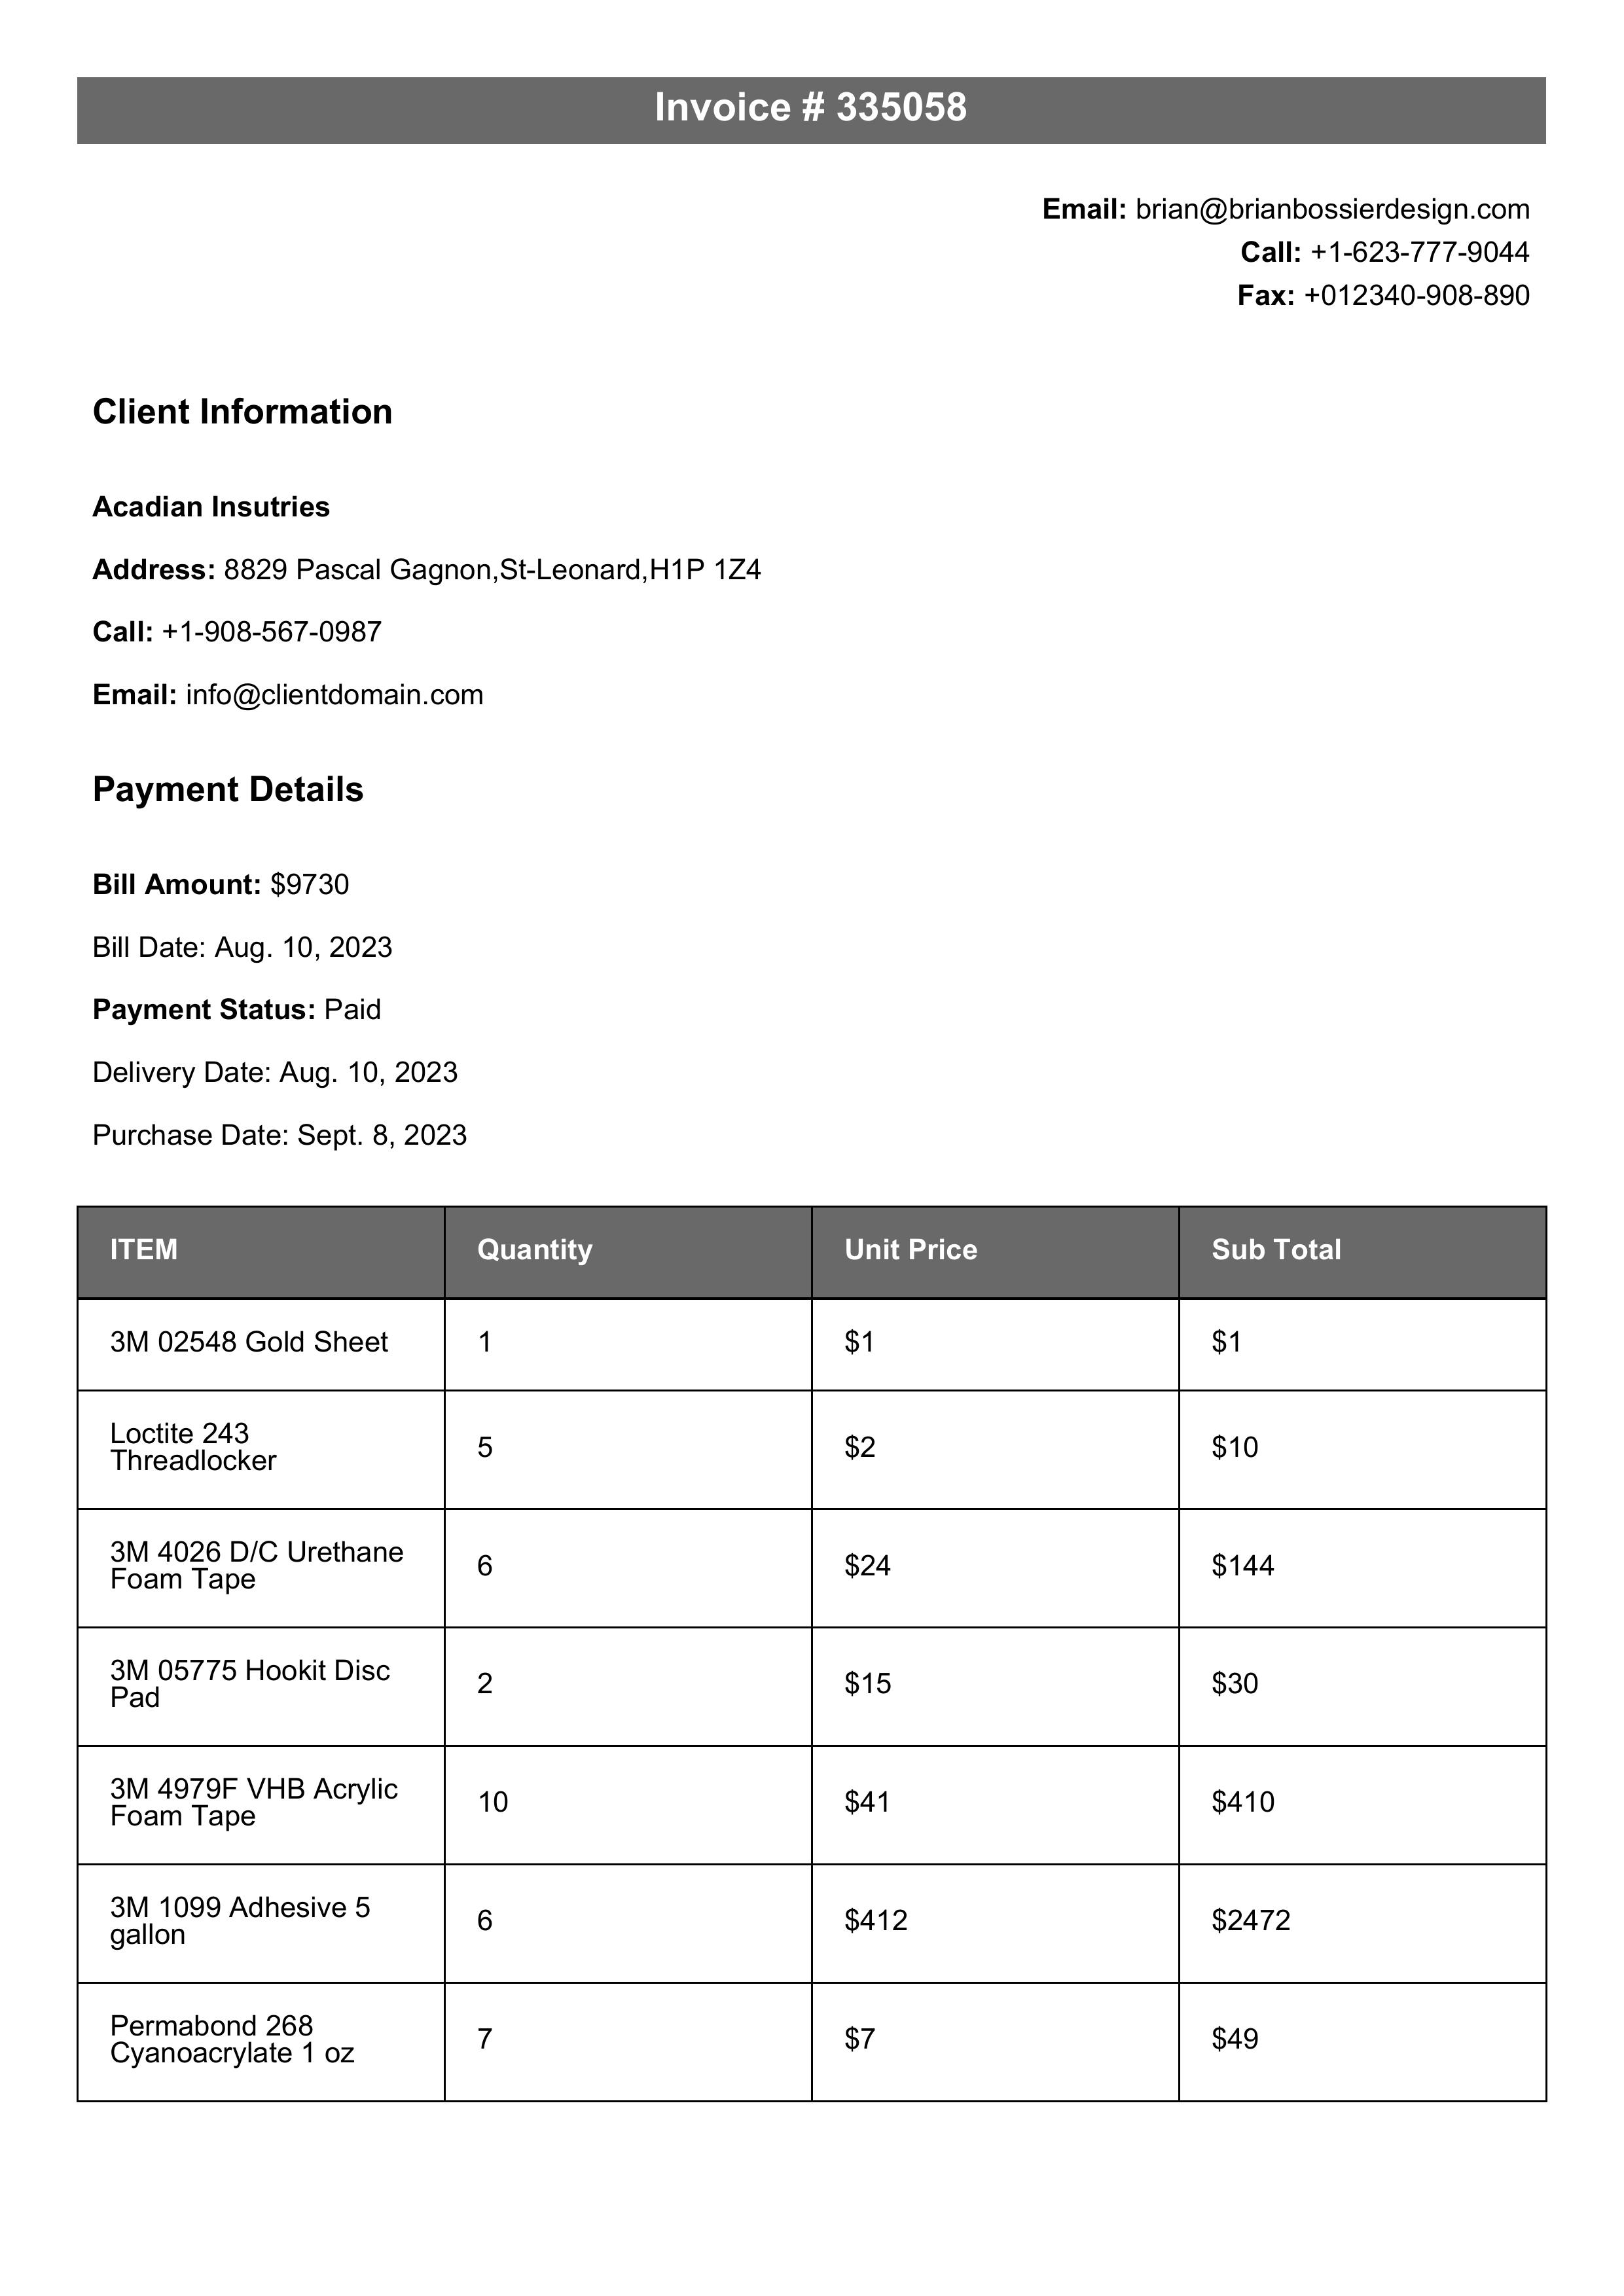 Invoice # 335058
Email: brian@brianbossierdesign.com
Call: +1-623-777-9044
Fax: +012340-908-890
Client Information
Acadian Insutries
Address: 8829 Pascal Gagnon,St-Leonard,H1P 1Z4
Call: +1-908-567-0987
Email: info@clientdomain.com
Payment Details
Bill Amount: $9730
Bill Date: Aug. 10, 2023
Payment Status: Paid
Delivery Date: Aug. 10, 2023
Purchase Date: Sept. 8, 2023
ITEM Quantity Unit Price Sub Total
3M 02548 Gold Sheet 1 $1 $1
Loctite 243
Threadlocker 5 $2 $10
3M 4026 D/C Urethane
Foam Tape 6 $24 $144
3M 05775 Hookit Disc
Pad 2 $15 $30
3M 4979F VHB Acrylic
Foam Tape 10 $41 $410
3M 1099 Adhesive 5
gallon 6 $412 $2472
Permabond 268
Cyanoacrylate 1 oz 7 $7 $49